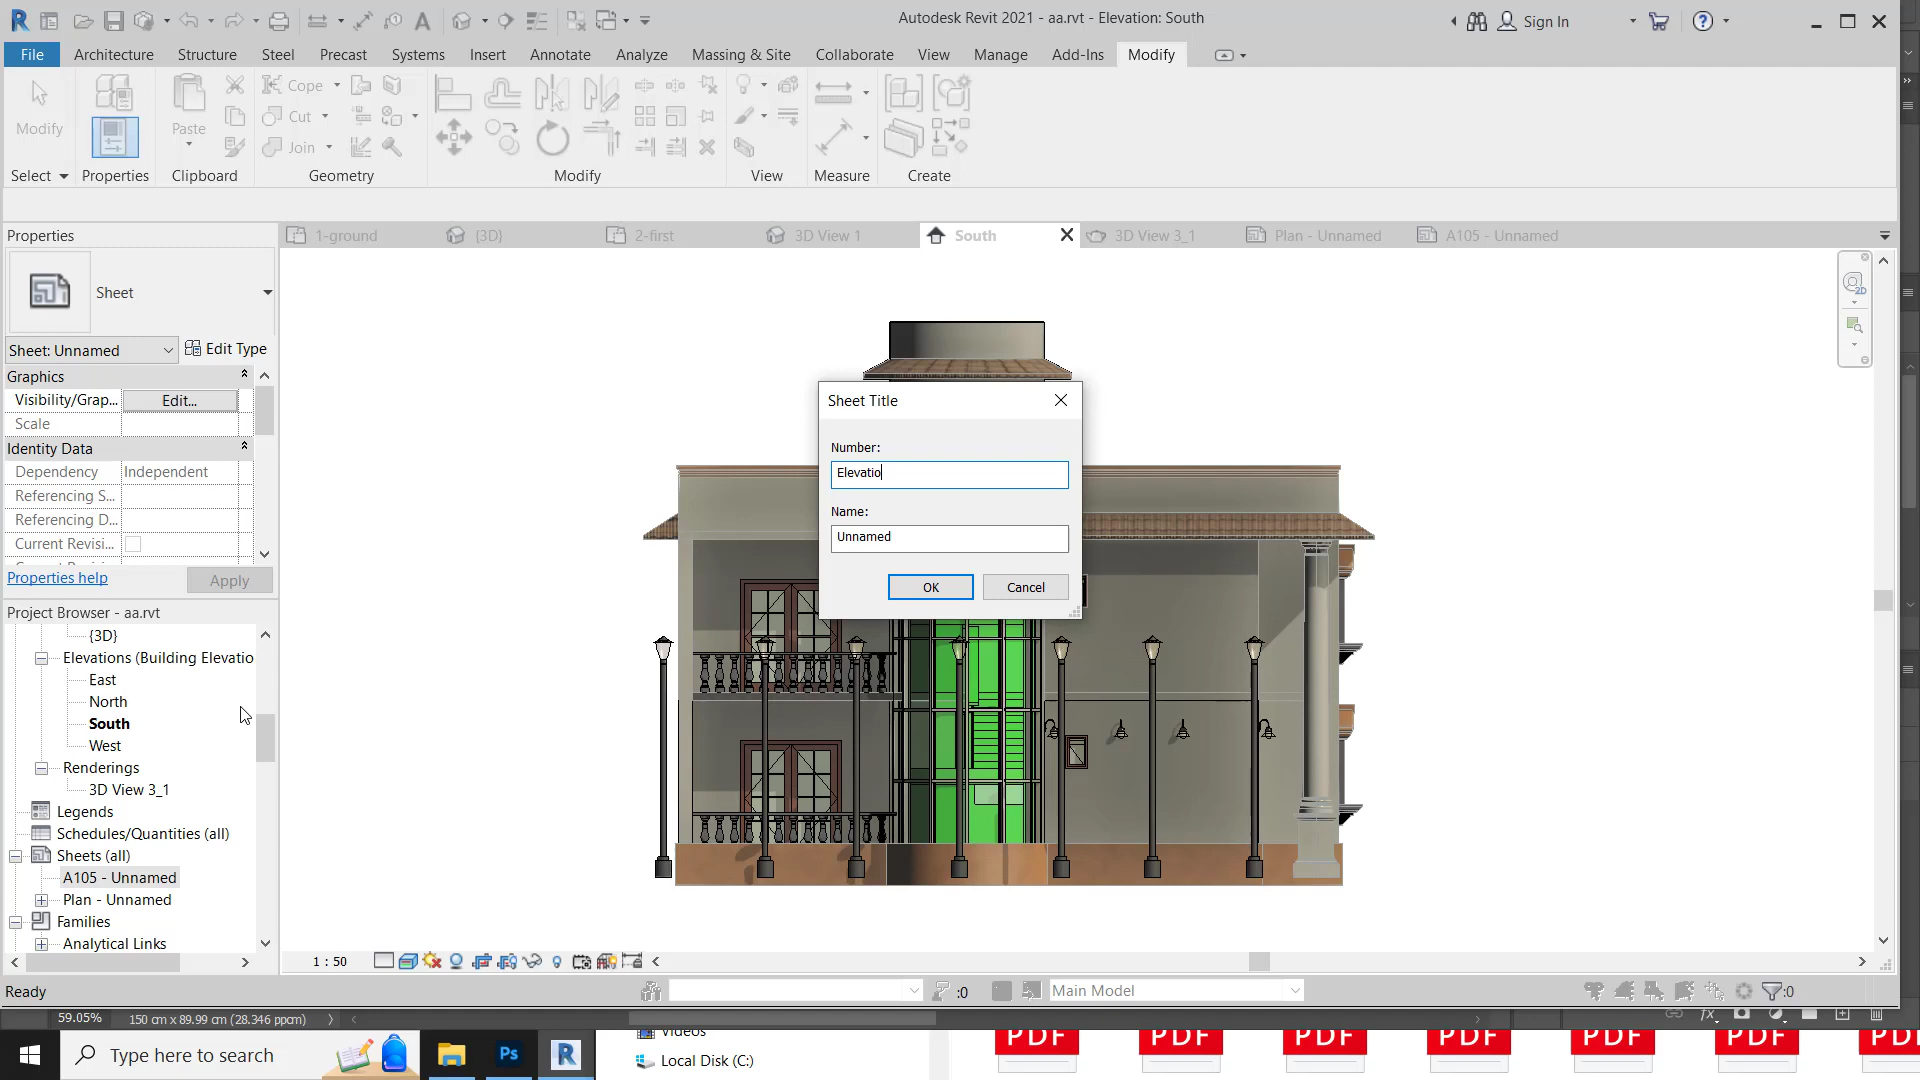 Autodesk Revit 2021 - aa.rvt - Elevation: South
Sign In
File Architecture Structure Steel Precast Systems Insert Annotate Analyze Massing & Site Collaborate View Manage Add-Ins Modify
Modify
Paste
Cope
Cut
Join
Select Properties Clipboard Geometry Modify View Measure Create
Properties
1-ground {3D} 2-first 3D View 1 South 3D View 3_1 Plan - Unnamed A105 - Unnamed
Sheet
Sheet: Unnamed Edit Type
Graphics
Visibility/Grap... Edit...
Scale
Identity Data
Dependency Independent
Referencing S...
Referencing D...
Current Revisi...
Properties help Apply
Project Browser - aa.rvt
{3D}
Elevations (Building Elevatio
East
North
South
West
Renderings
3D View 3_1
Legends
Schedules/Quantities (all)
Sheets (all)
A105 - Unnamed
Plan - Unnamed
Families
Analytical Links
Sheet Title
Number:
Elevatio
Name:
Unnamed
OK Cancel
2D
1 : 50
Ready
:0
Main Model
:0
59.05% 150 cm x 89.99 cm (28.346 ppcm)
fx
Type here to search
Ps
R
Videos
Local Disk (C:)
PDF PDF PDF PDF PDF PDF